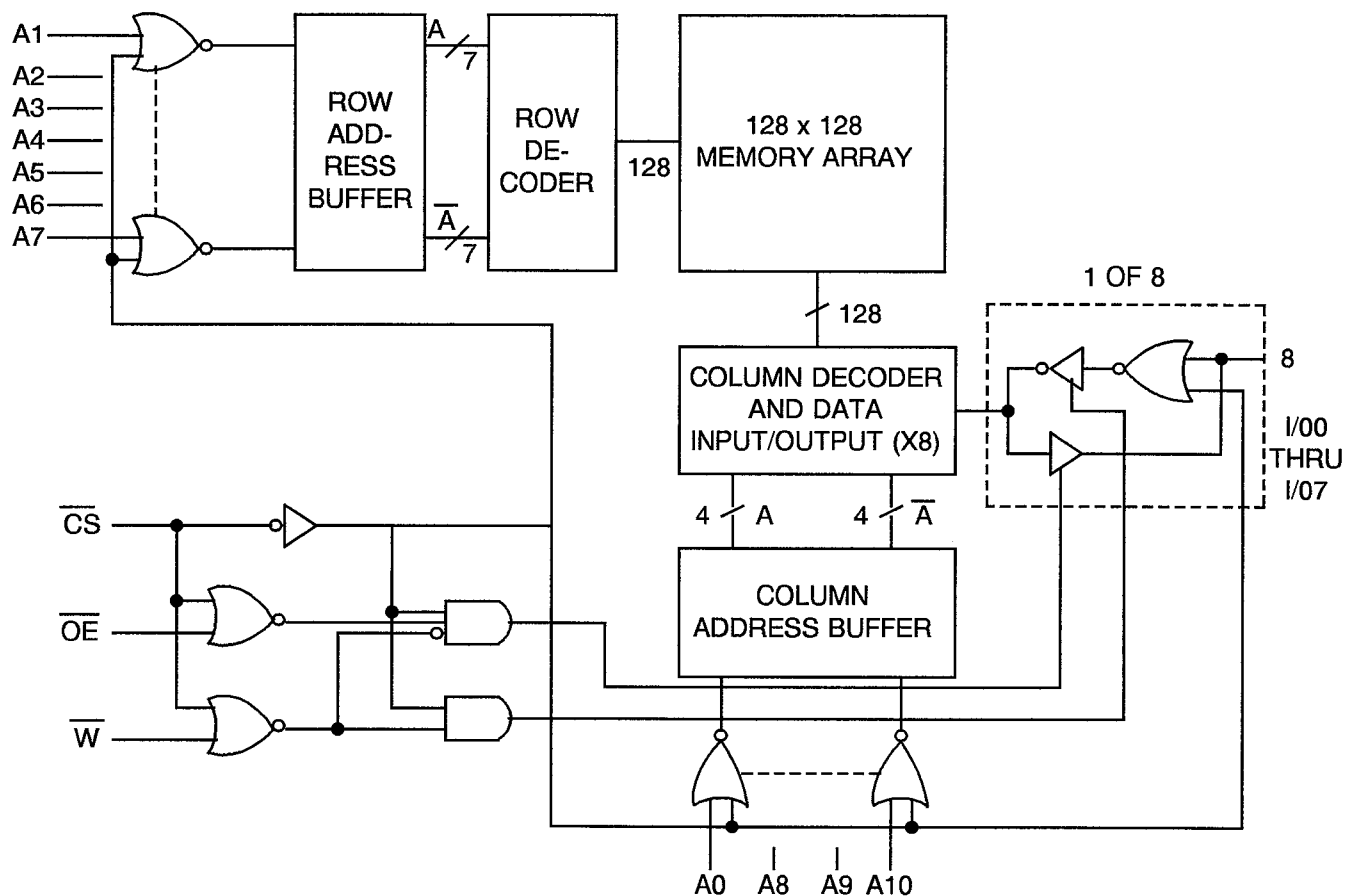 A1
A2
A3
A4
A5
A6
A7
ROW
ADD-
RESS
BUFFER
A
7
A̅
7
ROW
DE-
CODER
128
128 x 128
MEMORY ARRAY
128
1 OF 8
COLUMN DECODER
AND DATA
INPUT/OUTPUT (X8)
8
I/00
THRU
I/07
4 A
4 A̅
C̅S̅
O̅E̅
W̅
COLUMN
ADDRESS BUFFER
A0 A8 A9 A10